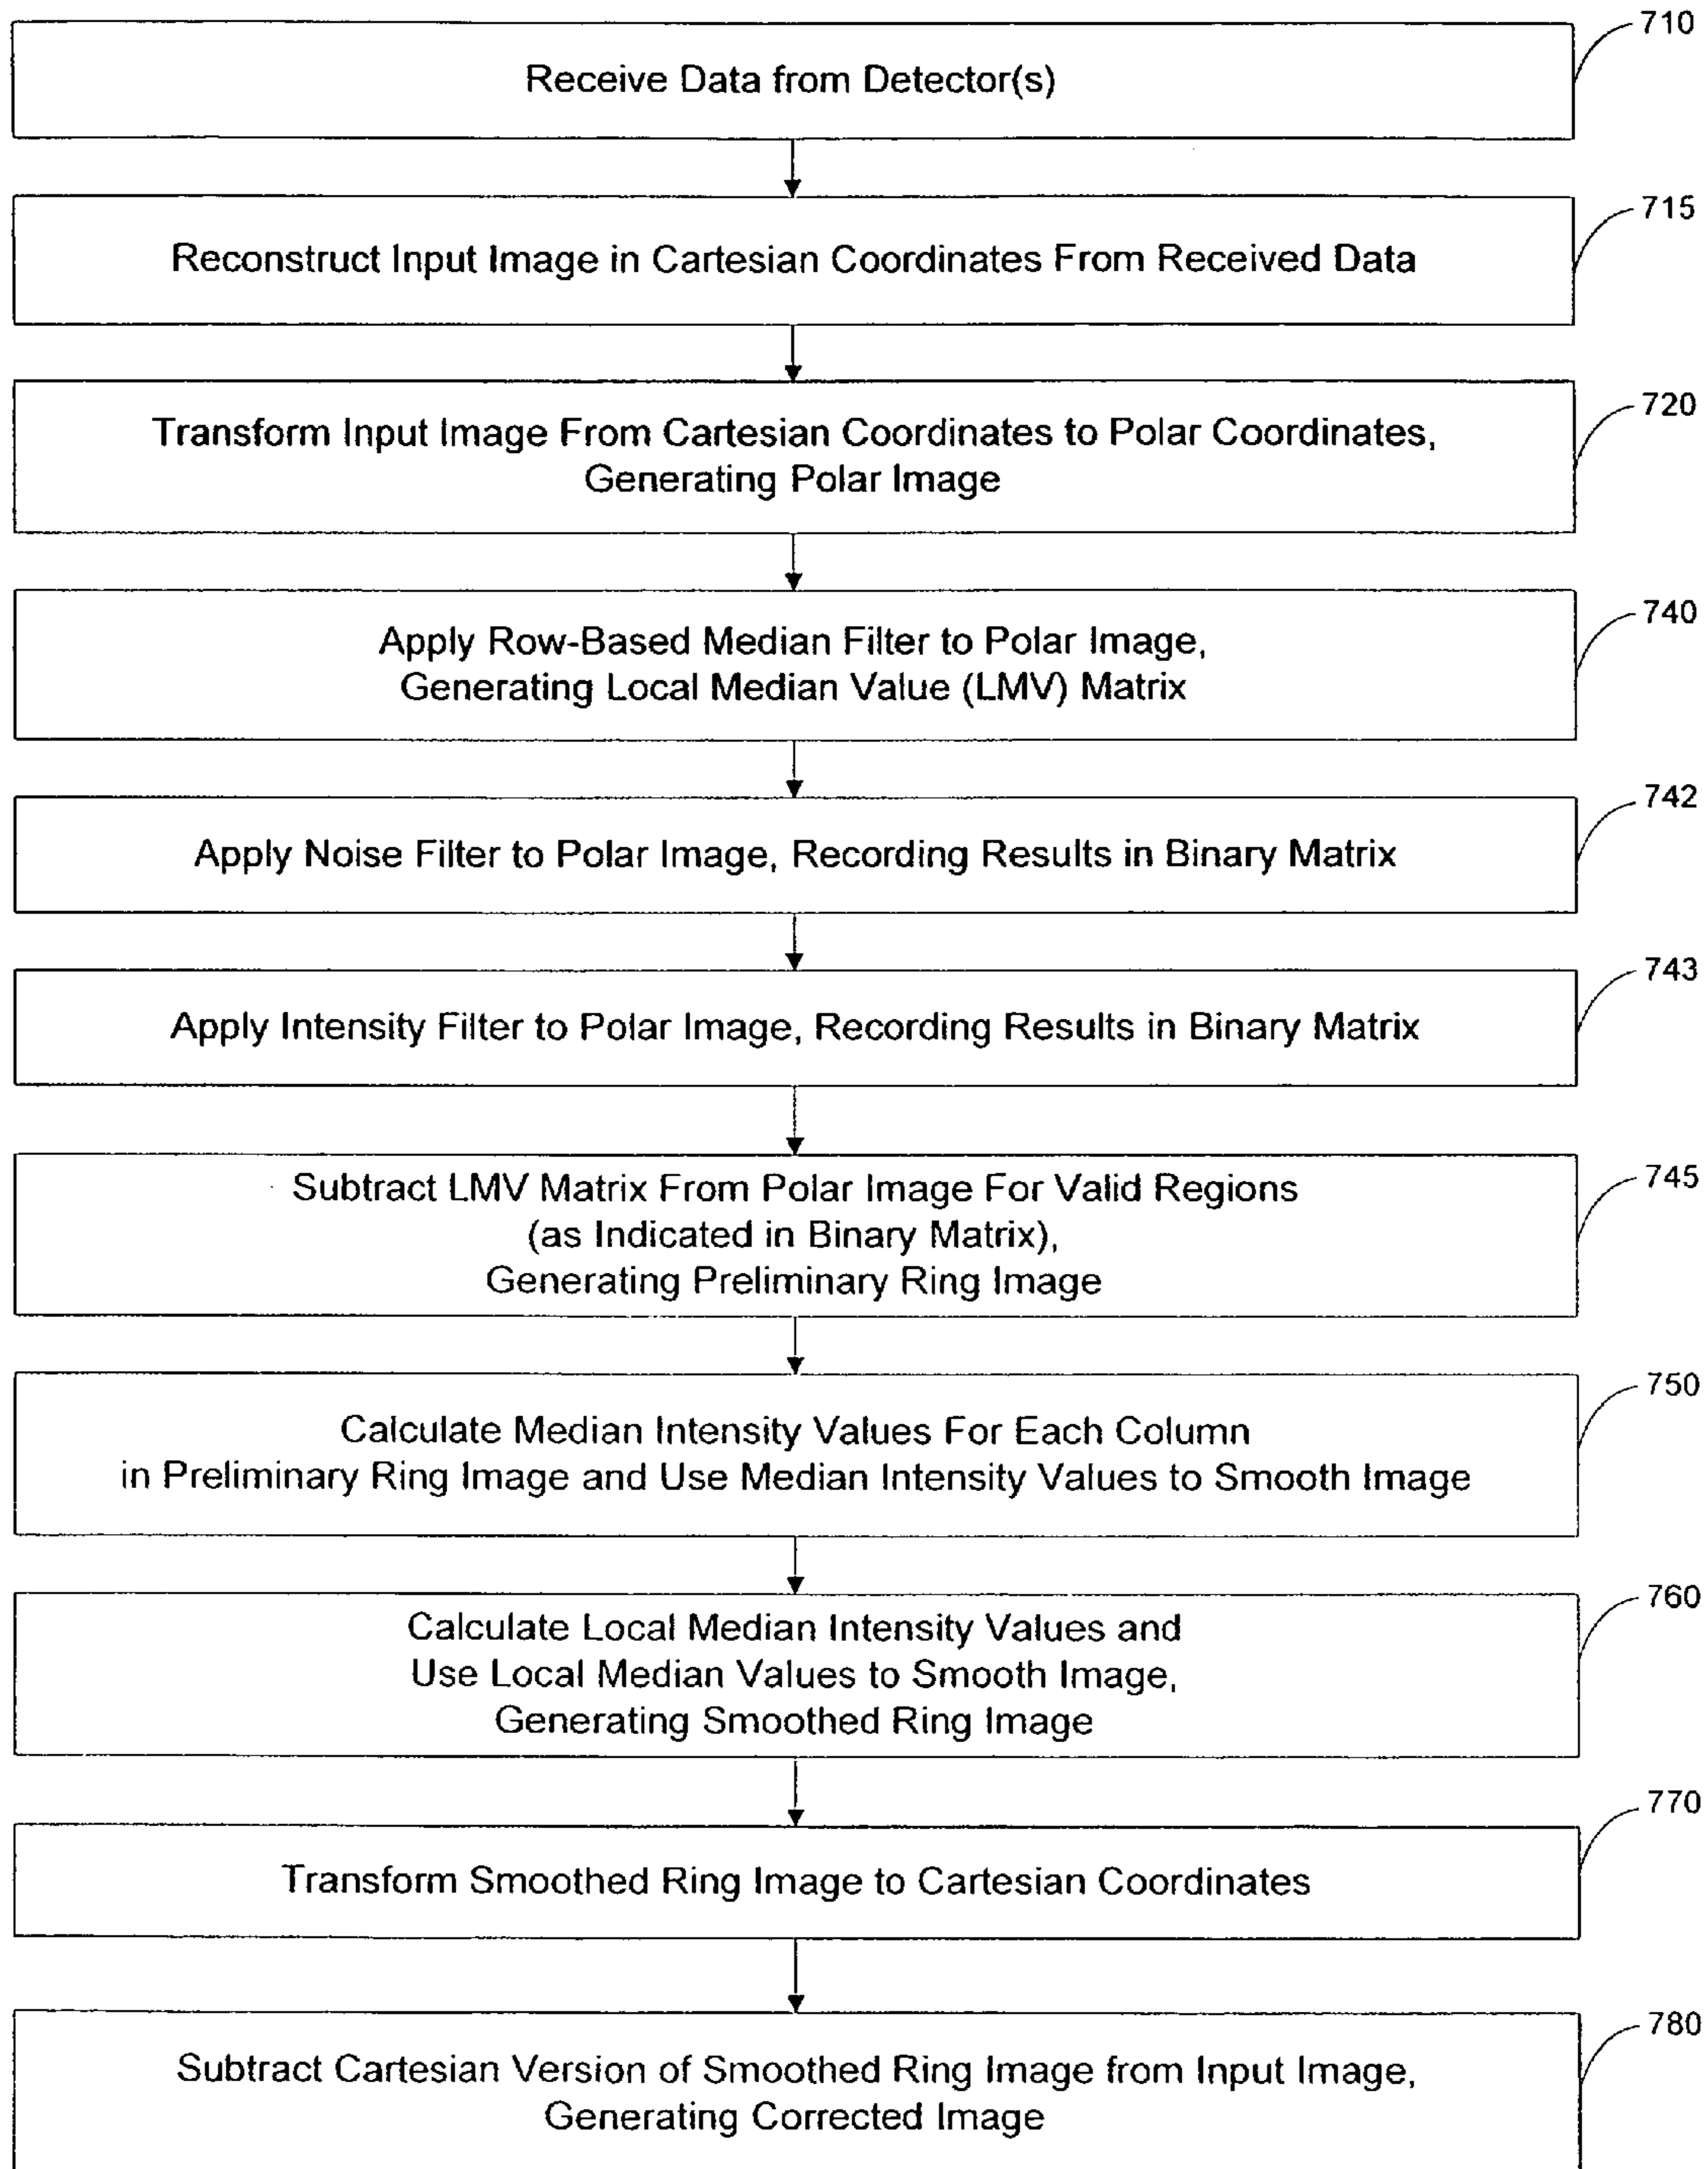 710
Receive Data from Detector(s)
715
Reconstruct Input Image in Cartesian Coordinates From Received Data
720
Transform Input Image From Cartesian Coordinates to Polar Coordinates,
Generating Polar Image
740
Apply Row-Based Median Filter to Polar Image,
Generating Local Median Value (LMV) Matrix
742
Apply Noise Filter to Polar Image, Recording Results in Binary Matrix
743
Apply Intensity Filter to Polar Image, Recording Results in Binary Matrix
745
Subtract LMV Matrix From Polar Image For Valid Regions
(as Indicated in Binary Matrix),
Generating Preliminary Ring Image
750
Calculate Median Intensity Values For Each Column
in Preliminary Ring Image and Use Median Intensity Values to Smooth Image
760
Calculate Local Median Intensity Values and
Use Local Median Values to Smooth Image,
Generating Smoothed Ring Image
770
Transform Smoothed Ring Image to Cartesian Coordinates
780
Subtract Cartesian Version of Smoothed Ring Image from Input Image,
Generating Corrected Image